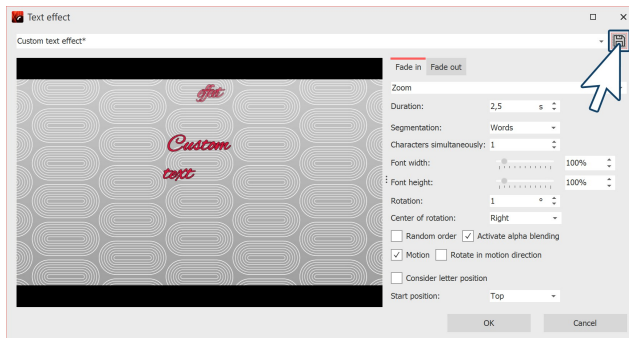 Text effect
Custom text effect*
Fade in Fade out
Zoom
Duration: 2,5 s
Segmentation: Words
Characters simultaneously: 1
Font width: 100%
Font height: 100%
Rotation: 1 °
Center of rotation: Right
Random order Activate alpha blending
Motion Rotate in motion direction
Consider letter position
Start position: Top
OK Cancel
effect
Custom
text